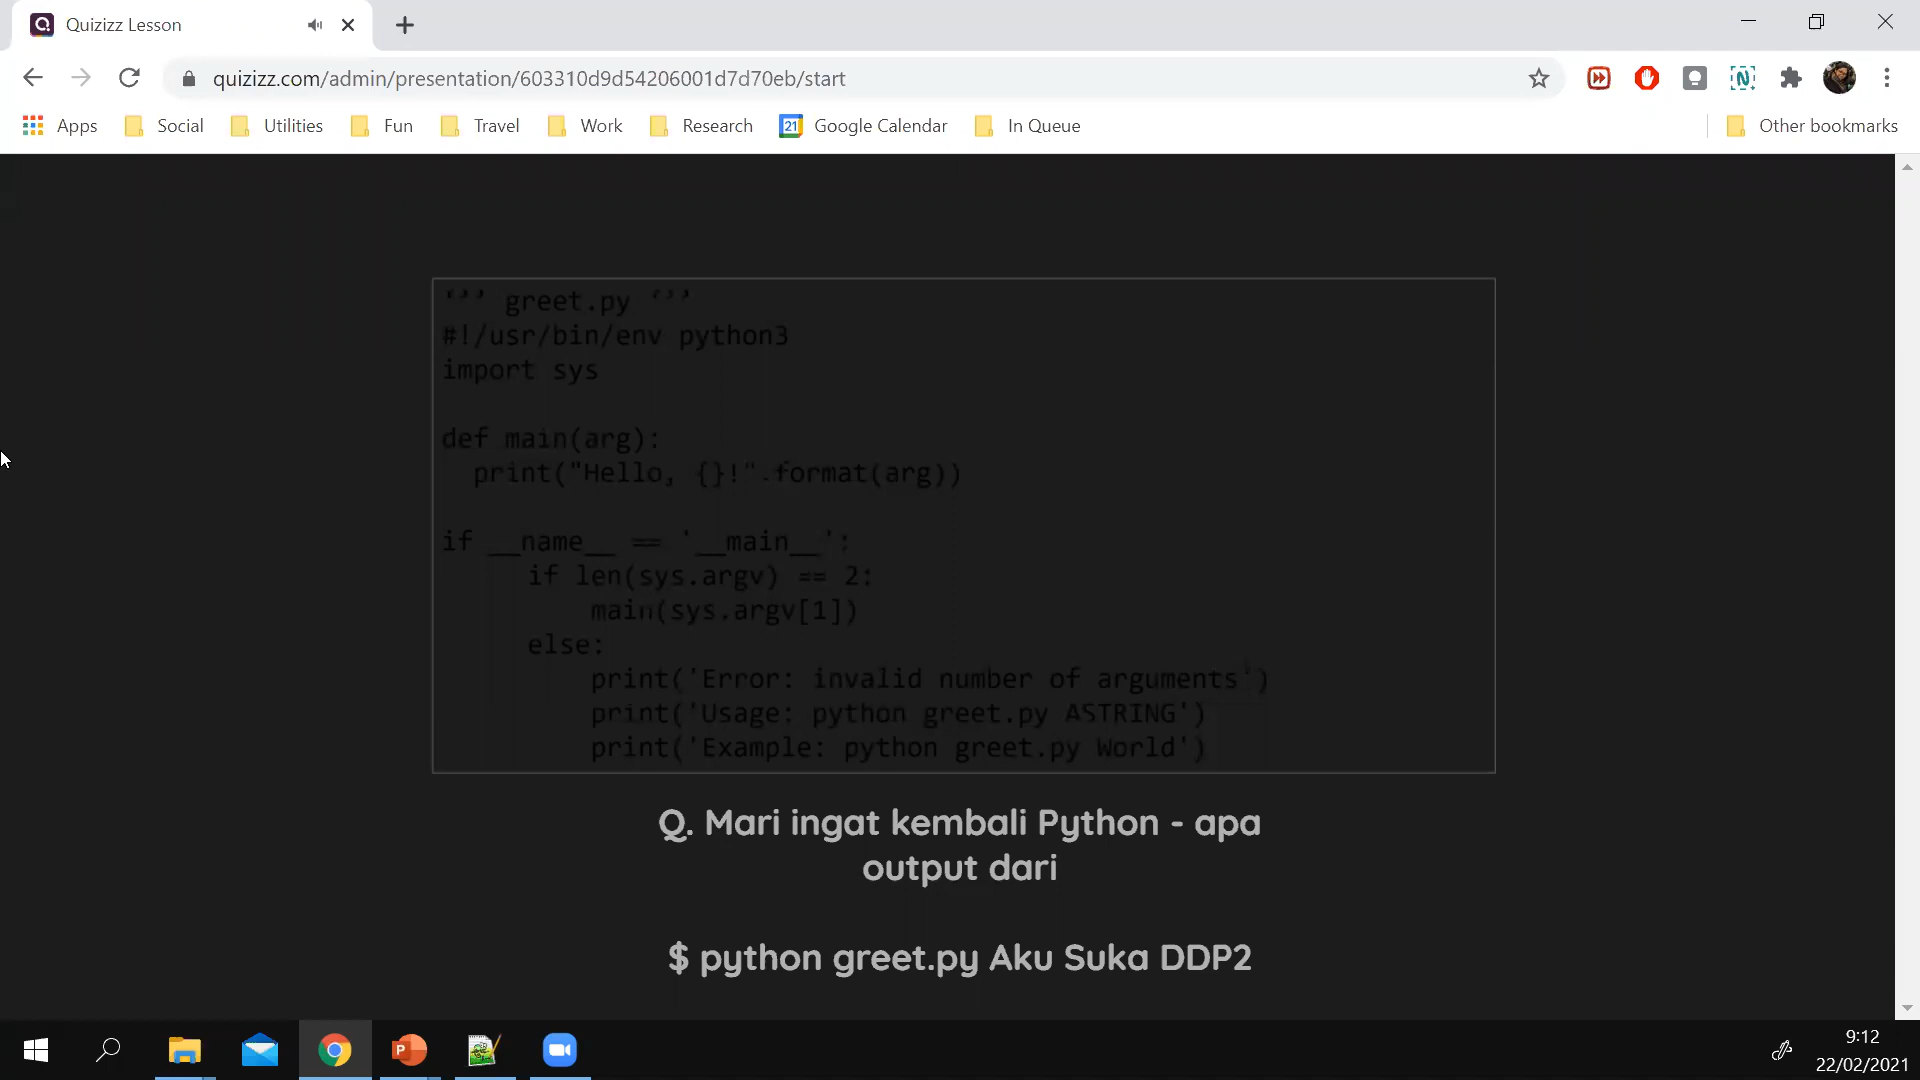 Quizizz Lesson
quizizz.com/admin/presentation/603310d9d54206001d7d70eb/start
Apps Social Utilities Fun Travel Work Research 21 Google Calendar In Queue Other bookmarks
‘’’ greet.py ‘’’
#!/usr/bin/env python3
import sys
def main(arg):
print("Hello, {}!".format(arg))
if __name__ == '__main__':
if len(sys.argv) == 2:
main(sys.argv[1])
else:
print('Error: invalid number of arguments')
print('Usage: python greet.py ASTRING')
print('Example: python greet.py World')
Q. Mari ingat kembali Python - apa
output dari
$ python greet.py Aku Suka DDP2
9:12
22/02/2021